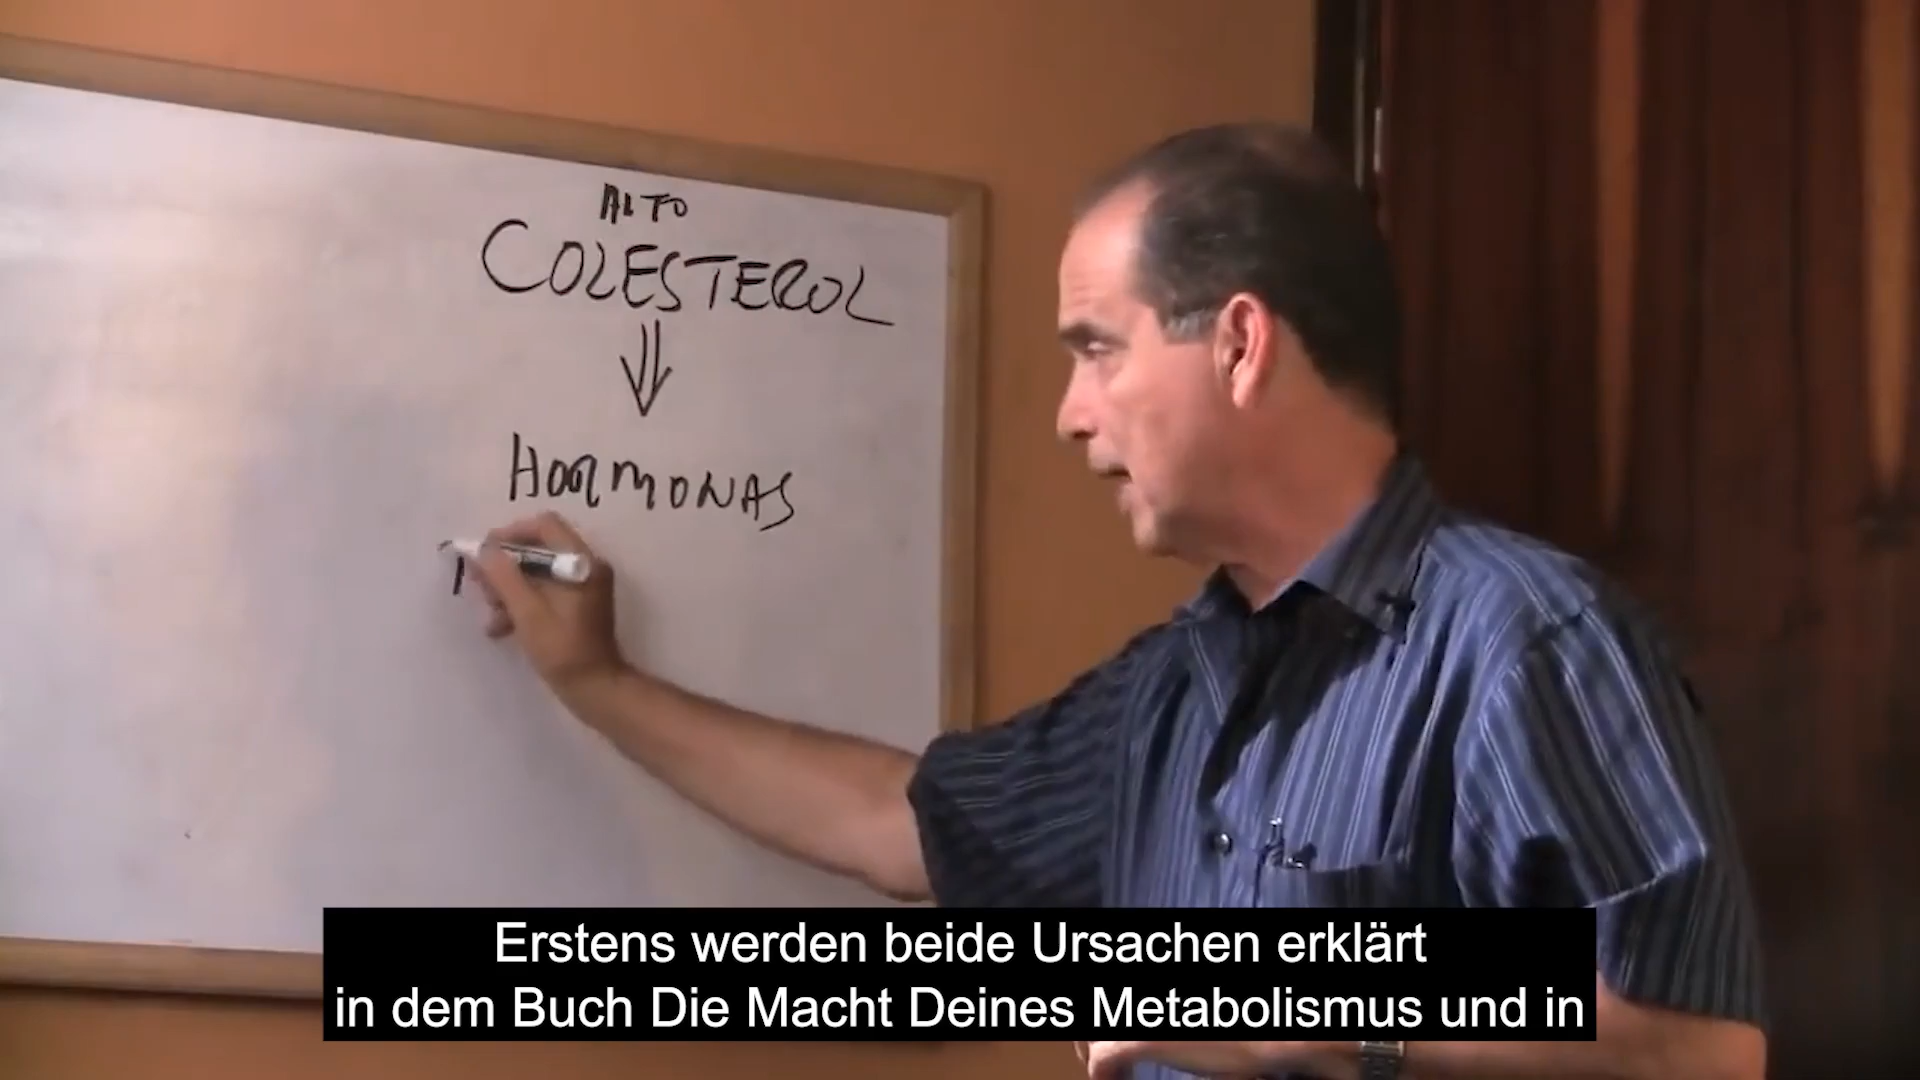 ALTO
COLESTEROL
HORMONAS
Erstens werden beide Ursachen erklärt
in dem Buch Die Macht Deines Metabolismus und in